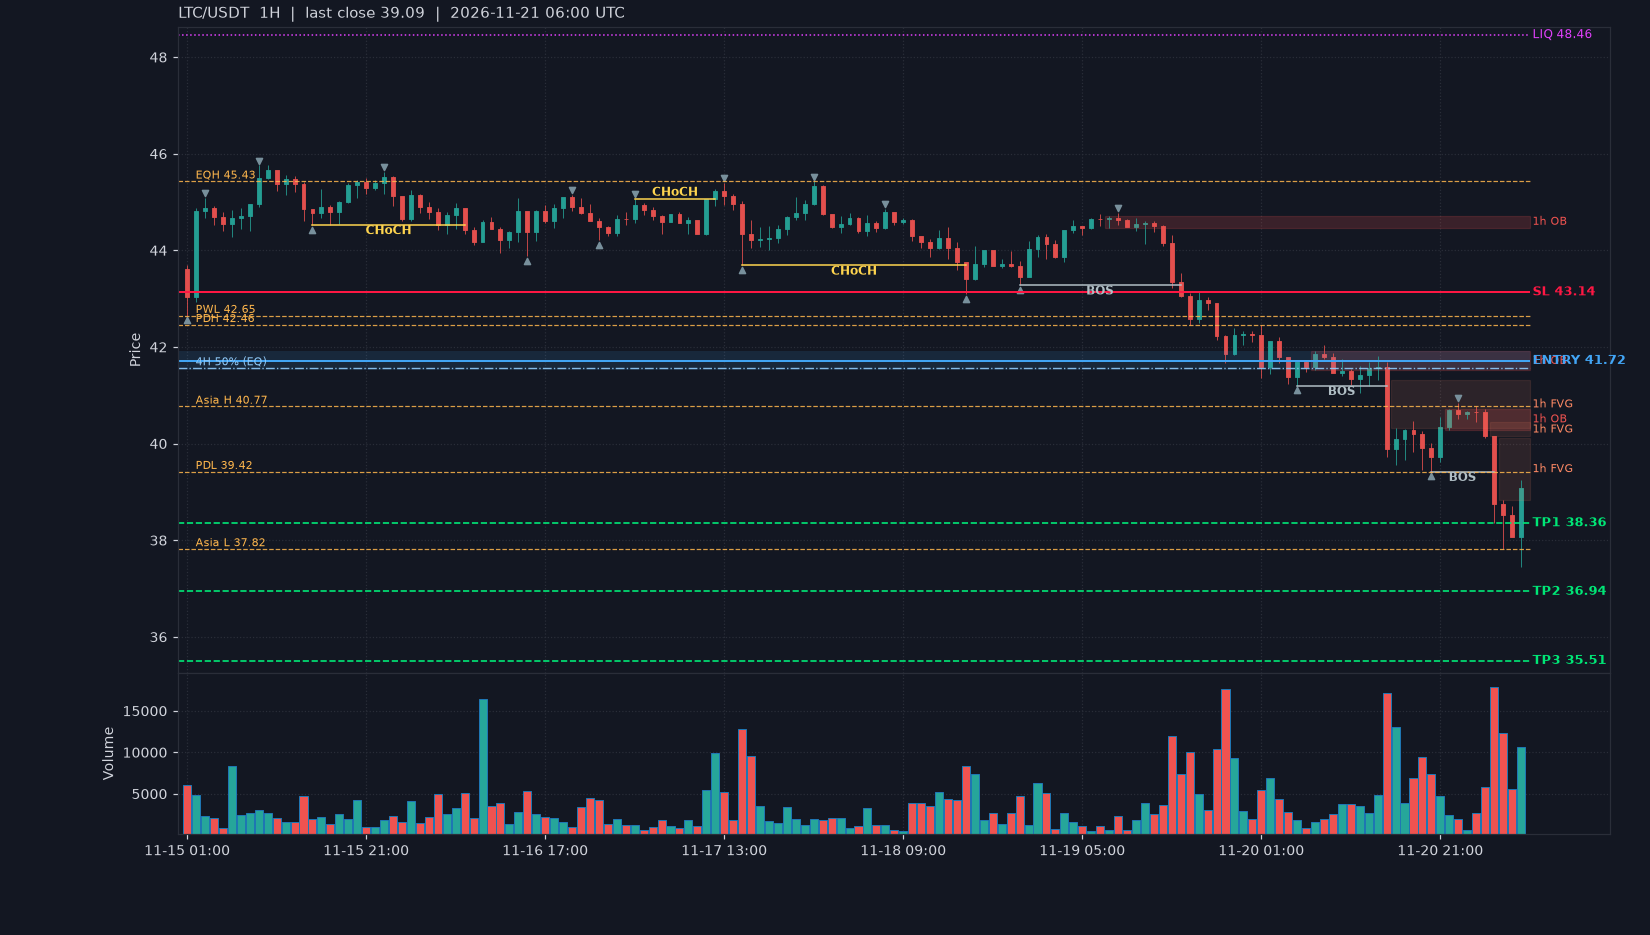 LTC/USDT  1H  |  last close 39.09  |  2026-11-21 06:00 UTC
LIQ 48.46
48
46
EQH 45.43
CHoCH
CHoCH
1h OB
44
CHoCH
BOS
SL 43.14
PWL 42.65
PDH 42.46
42
4H 50% (EQ)
ENTRY 41.72
BOS
Asia H 40.77
1h FVG
1h OB
1h FVG
40
PDL 39.42
1h FVG
BOS
TP1 38.36
38
Asia L 37.82
TP2 36.94
36
TP3 35.51
Price
15000
10000
5000
Volume
11-15 01:00
11-15 21:00
11-16 17:00
11-17 13:00
11-18 09:00
11-19 05:00
11-20 01:00
11-20 21:00